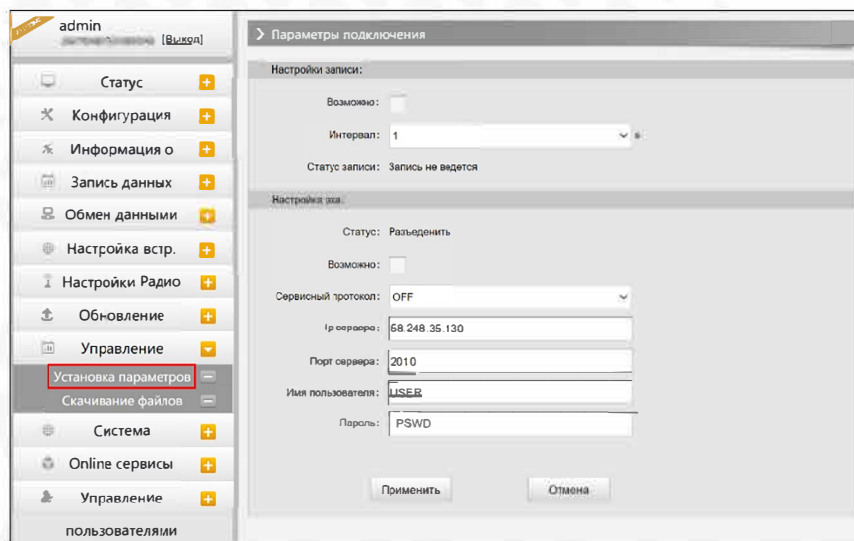 admin
[Выход]
Статус
Конфигурация
Информация о
Запись данных
Обмен данными
Настройка встр.
Настройки Радио
Обновление
Управление
Установка параметров
Скачивание файлов
Система
Online сервисы
Управление
пользователями
Параметры подключения
Настройки записи:
Возможно:
Интервал: 1 s
Статус записи: Запись не ведется
Настройки
Статус: Разъеденить
Возможно:
Сервисный протокол: OFF
Ip сервера: 58.248.35.130
Порт сервера: 2010
Имя пользователя: USER
Пароль: PSWD
Применить Отмена